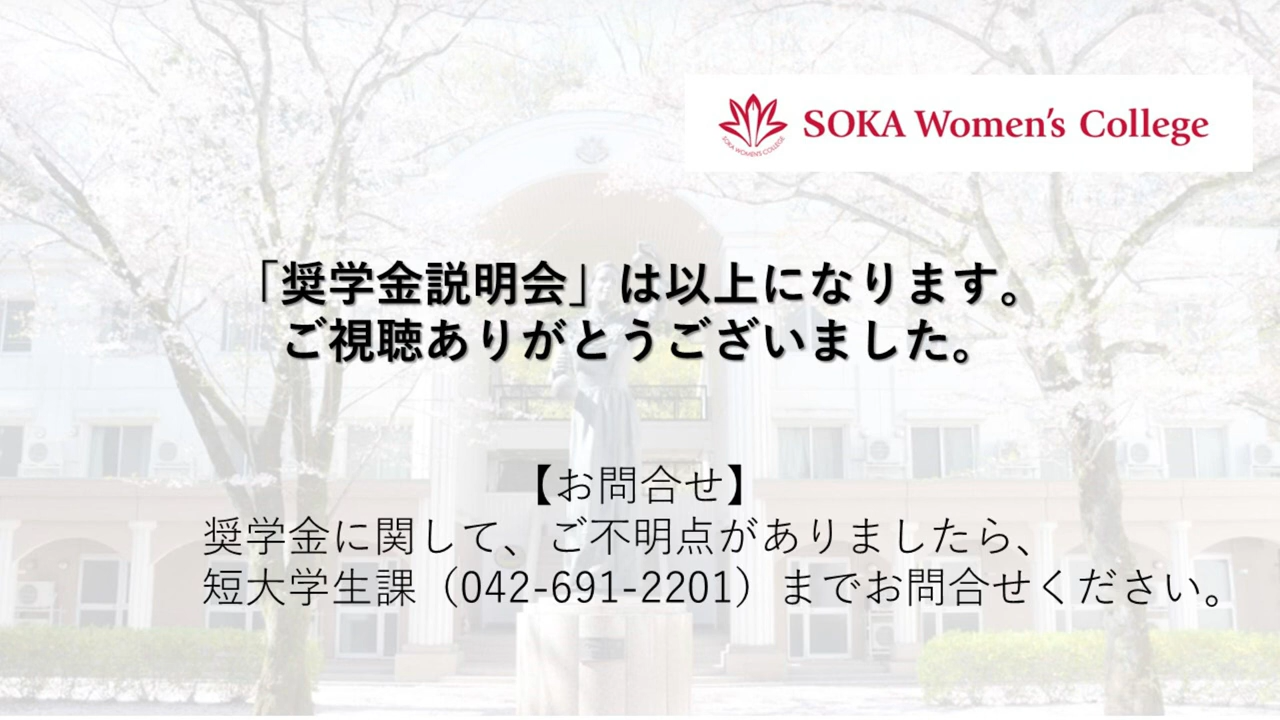 SOKA WOMEN'S COLLEGE
SOKA Women's College
「奨学金説明会」は以上になります。
ご視聴ありがとうございました。
【お問合せ】
奨学金に関して、ご不明点がありましたら、
短大学生課（042-691-2201）までお問合せください。